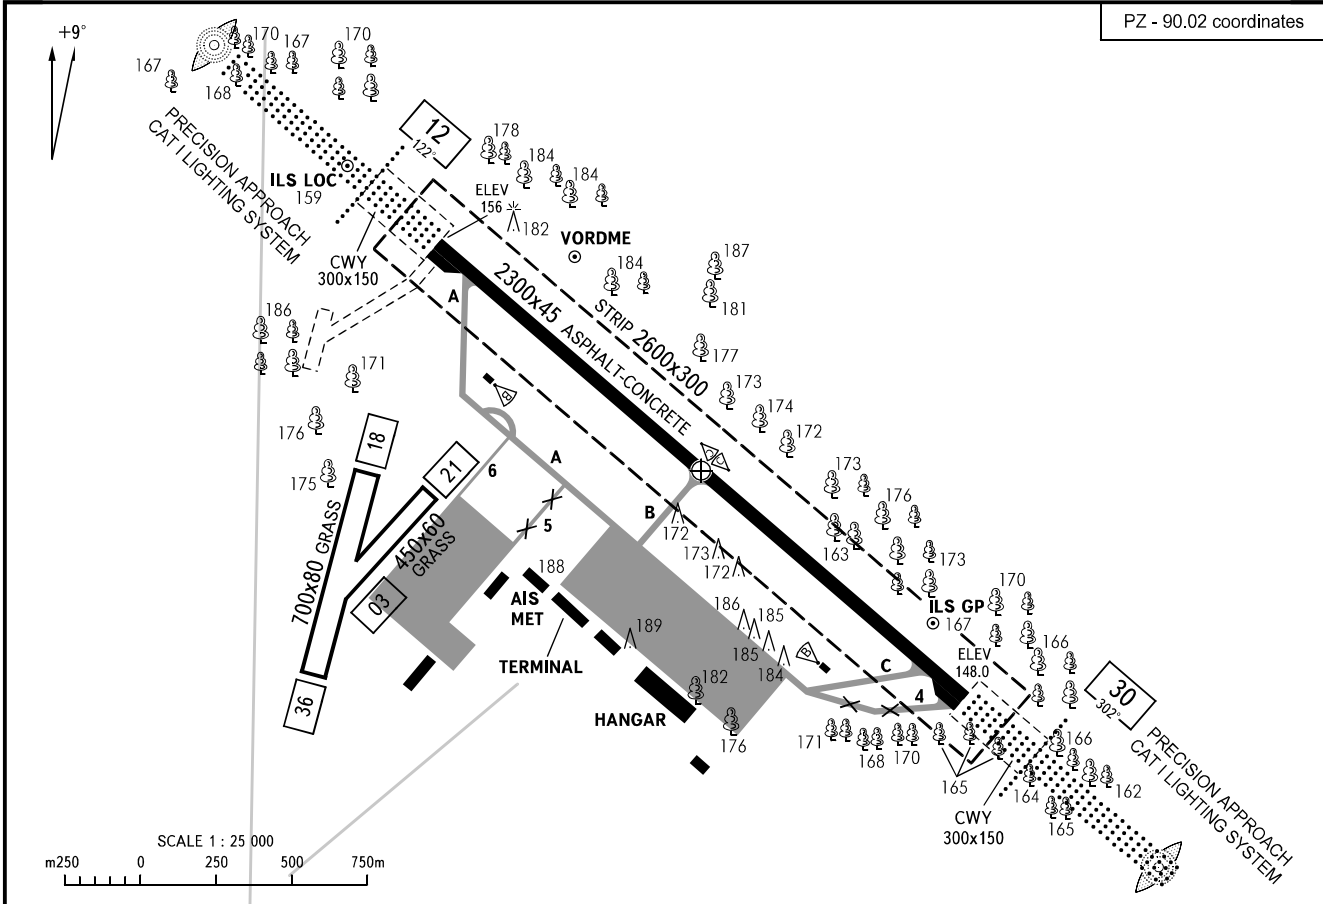 PZ - 90.02 coordinates
+9°
170
167
170
167
168
PRECISION APPROACH
CAT I LIGHTING SYSTEM
12
122°
178
184
184
ILS LOC
159
ELEV
156
182
VORDME
187
184
181
CWY
300x150
A
2300x45 ASPHALT-CONCRETE
STRIP 2600x300
186
171
177
173
174
172
176
175
B
C
C
18
21
6
A
173
176
5
B
172
163
173
700x80 GRASS
450x60
GRASS
173
172
188
AIS
MET
03
170
ILS GP
167
186
185
189
185
184
B
166
TERMINAL
C
ELEV
148.0
4
182
30
302°
36
HANGAR
176
171
168
170
166
PRECISION APPROACH
CAT I LIGHTING SYSTEM
165
164
162
CWY
300x150
165
SCALE 1 : 25 000
m250 0 250 500 750m